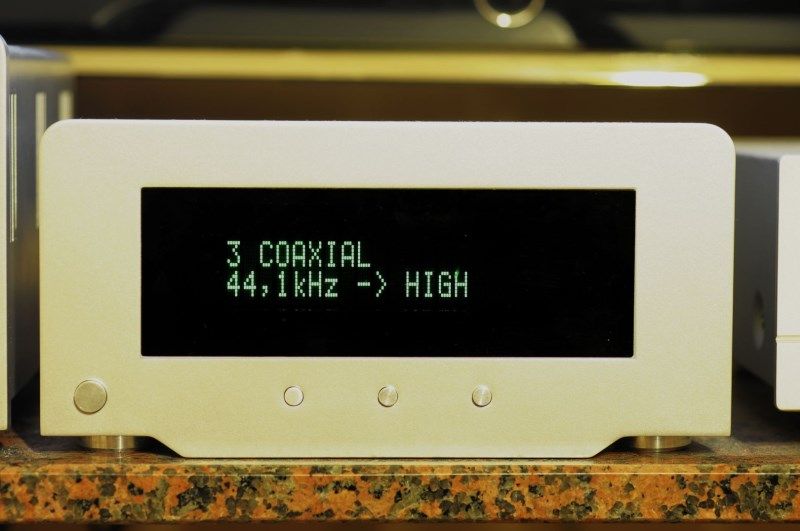 3 COAXIAL
44,1kHz -> HIGH